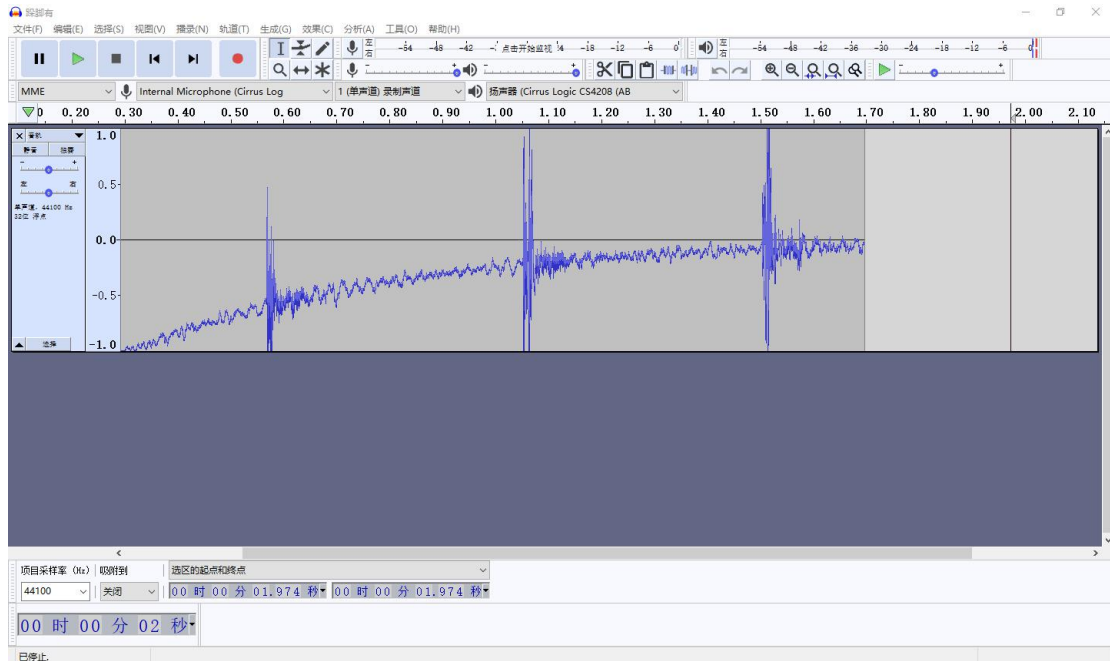 跺脚有
文件(F) 编辑(E) 选择(S) 视图(V) 播录(N) 轨道(T) 生成(G) 效果(C) 分析(A) 工具(O) 帮助(H)
左 右 -54 -48 -42 - 点击开始监视 !4 -18 -12 -6 0
左 右 -54 -48 -42 -36 -30 -24 -18 -12 -6 0
MME Internal Microphone (Cirrus Log 1 (单声道) 录制声道 扬声器 (Cirrus Logic CS4208 (AB
0 0.20 0.30 0.40 0.50 0.60 0.70 0.80 0.90 1.00 1.10 1.20 1.30 1.40 1.50 1.60 1.70 1.80 1.90 2.00 2.10
音轨 1.0
静音 独奏
- +
左 右 0.5
单声道, 44100 Hz
32位 浮点
0.0
-0.5
选择 -1.0
项目采样率 (Hz) 吸附到 选区的起点和终点
44100 关闭 00 时 00 分 01.974 秒 00 时 00 分 01.974 秒
00 时 00 分 02 秒
已停止.